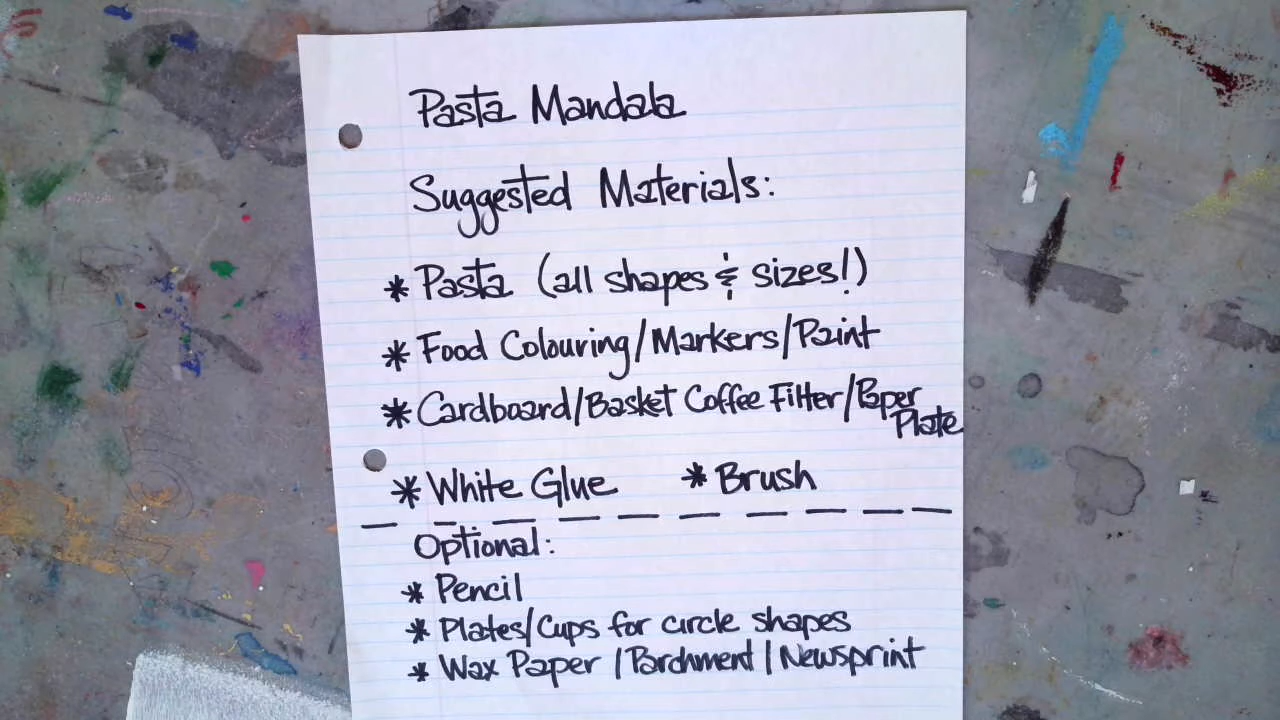 Pasta Mandala
Suggested Materials:
* Pasta (all shapes & sizes!)
* Food Colouring/Markers/Paint
* Cardboard/Basket Coffee Filter/Paper
Plate
* White Glue * Brush
Optional:
* Pencil
* Plates/Cups for circle shapes
* Wax Paper / Parchment / Newsprint